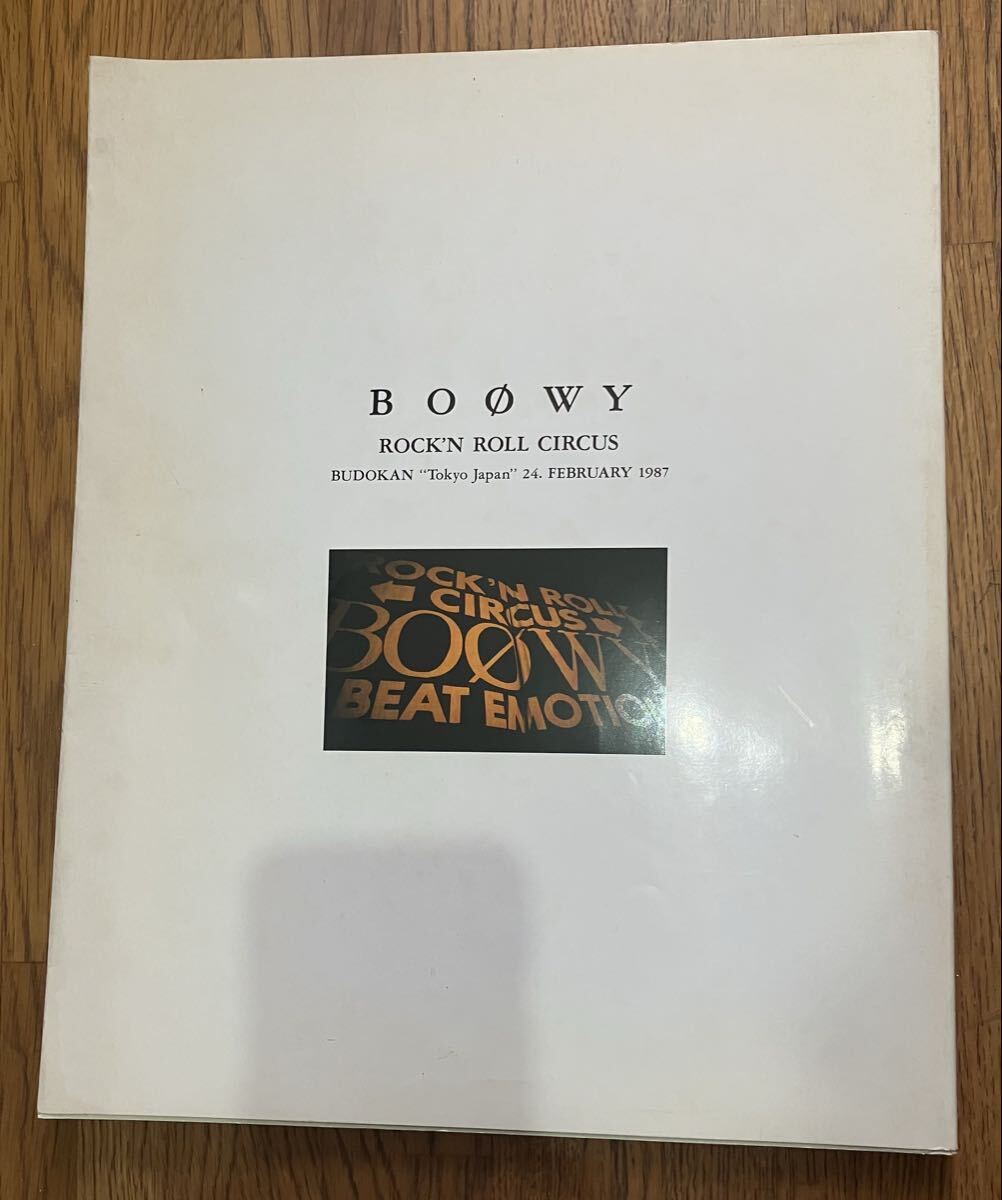 BOØWY
ROCK'N ROLL CIRCUS
BUDOKAN “Tokyo Japan” 24. FEBRUARY 1987
ROCK'N ROLL
CIRCUS
BOØWY
BEAT EMOTIO